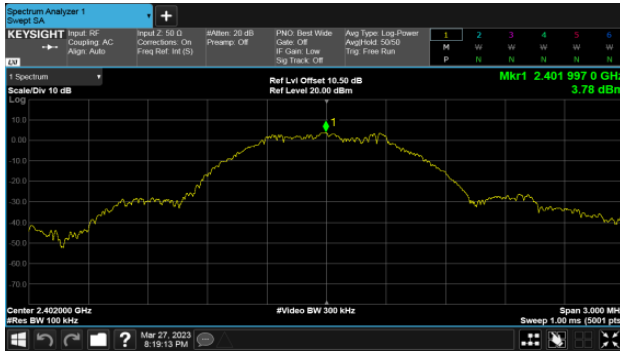 Spectrum Analyzer 1
Swept SA
+
KEYSIGHT
Input: RF
Coupling: AC
Align: Auto
Input Z: 50 Ω
Corrections: On
Freq Ref: Int (S)
#Atten: 20 dB
Preamp: Off
PNO: Best Wide
Gate: Off
IF Gain: Low
Sig Track: Off
Avg Type: Log-Power
Avg|Hold: 50/50
Trig: Free Run
1 2 3 4 5 6
M W W W W W
P N N N N N
LXI
1 Spectrum
Scale/Div 10 dB
Log
Ref Lvl Offset 10.50 dB
Ref Level 20.00 dBm
Mkr1 2.401 997 0 GHz
3.78 dBm
1
10.0
0.00
-10.0
-20.0
-30.0
-40.0
-50.0
-60.0
-70.0
Center 2.402000 GHz
#Res BW 100 kHz
#Video BW 300 kHz
Span 3.000 MH
Sweep 1.00 ms (5001 pts
?
Mar 27, 2023
8:19:13 PM